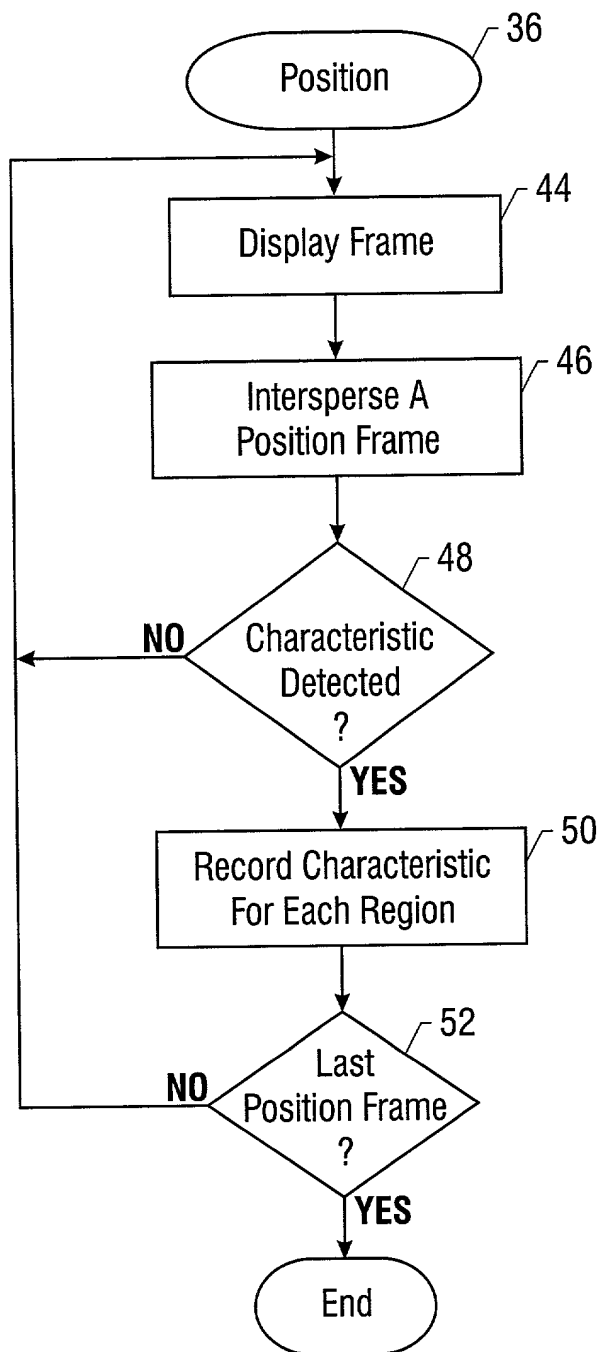 36
Position
44
Display Frame
46
Intersperse A
Position Frame
48
NO
Characteristic
Detected
?
YES
50
Record Characteristic
For Each Region
52
Last
NO
Position Frame
?
YES
End